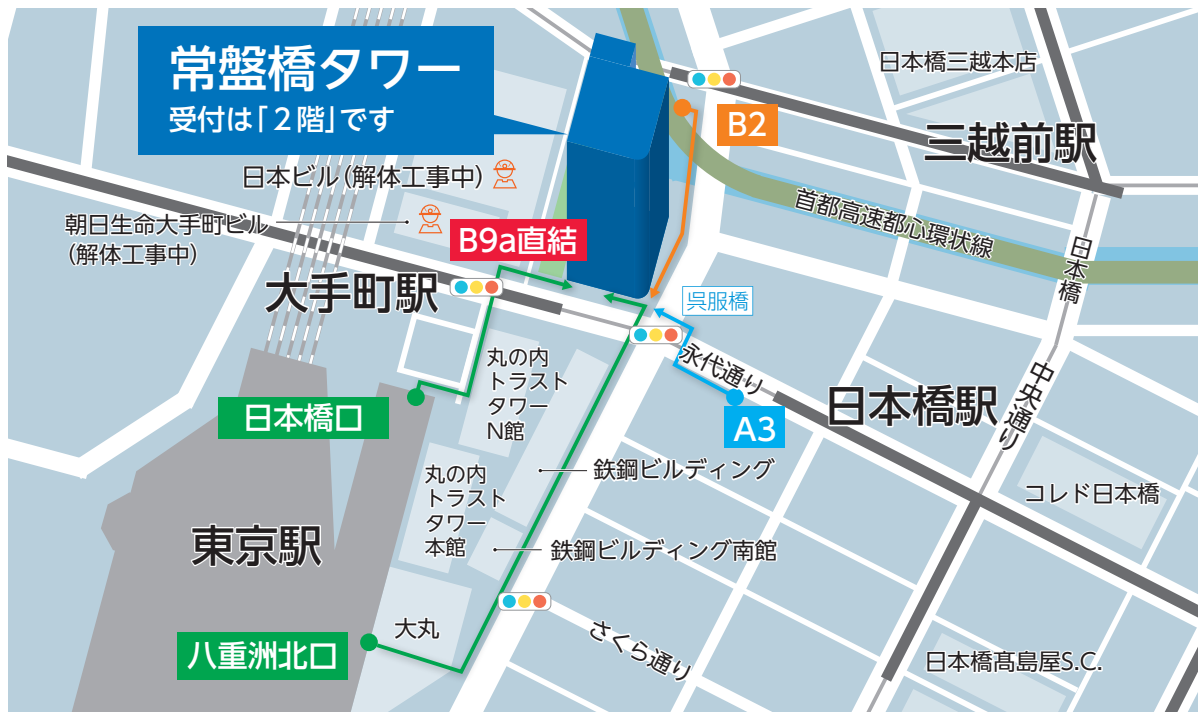 常盤橋タワー
受付は「2階」です
日本橋三越本店
B2
三越前駅
日本ビル(解体工事中)
朝日生命大手町ビル
(解体工事中)
B9a直結
首都高速都心環状線
日本橋
大手町駅
呉服橋
永代通り
丸の内
トラスト
タワー
N館
日本橋口
A3
日本橋駅
中央通り
丸の内
トラスト
タワー
本館
鉄鋼ビルディング
コレド日本橋
東京駅
鉄鋼ビルディング南館
大丸
八重洲北口
さくら通り
日本橋髙島屋S.C.